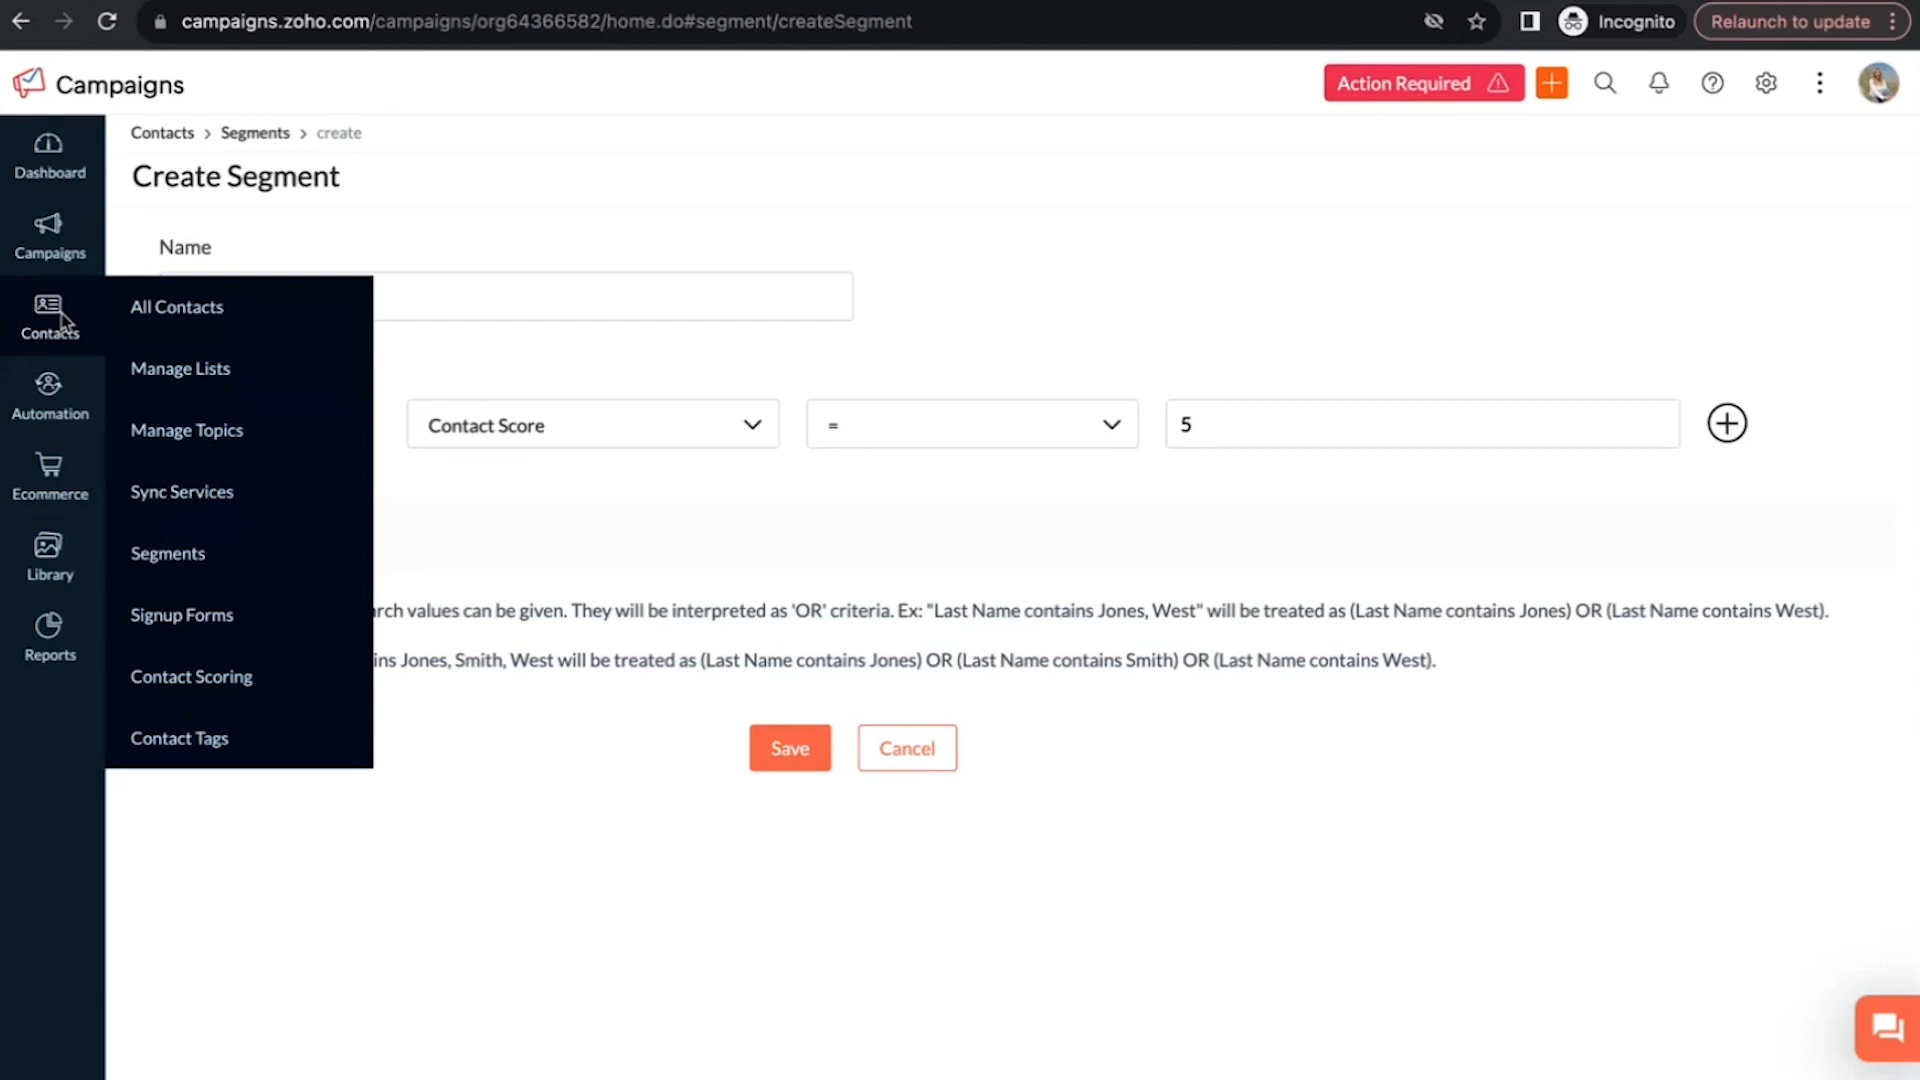 campaigns.zoho.com/campaigns/org64366582/home.do#segment/createSegment
Incognito
Relaunch to update
Campaigns
Action Required
Contacts > Segments > create
Create Segment
Dashboard
Campaigns
Contacts
Automation
Ecommerce
Library
Reports
All Contacts
Manage Lists
Manage Topics
Sync Services
Segments
Signup Forms
Contact Scoring
Contact Tags
Name
Contact Score
=
5
rch values can be given. They will be interpreted as 'OR' criteria. Ex: "Last Name contains Jones, West" will be treated as (Last Name contains Jones) OR (Last Name contains West).
ins Jones, Smith, West will be treated as (Last Name contains Jones) OR (Last Name contains Smith) OR (Last Name contains West).
Save
Cancel